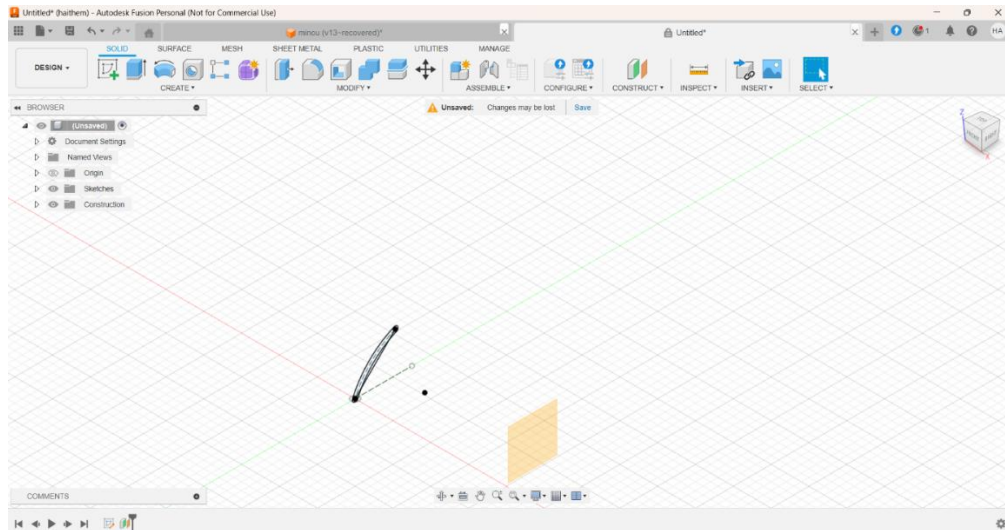 Untitled* (haithem) - Autodesk Fusion Personal (Not for Commercial Use)
minou (v13~recovered)*
Untitled*
1
HA
DESIGN
SOLID SURFACE MESH SHEET METAL PLASTIC UTILITIES MANAGE
CREATE MODIFY ASSEMBLE CONFIGURE CONSTRUCT INSPECT INSERT SELECT
BROWSER
Unsaved: Changes may be lost Save
(Unsaved)
Document Settings
Named Views
Origin
Sketches
Construction
Z
X
COMMENTS